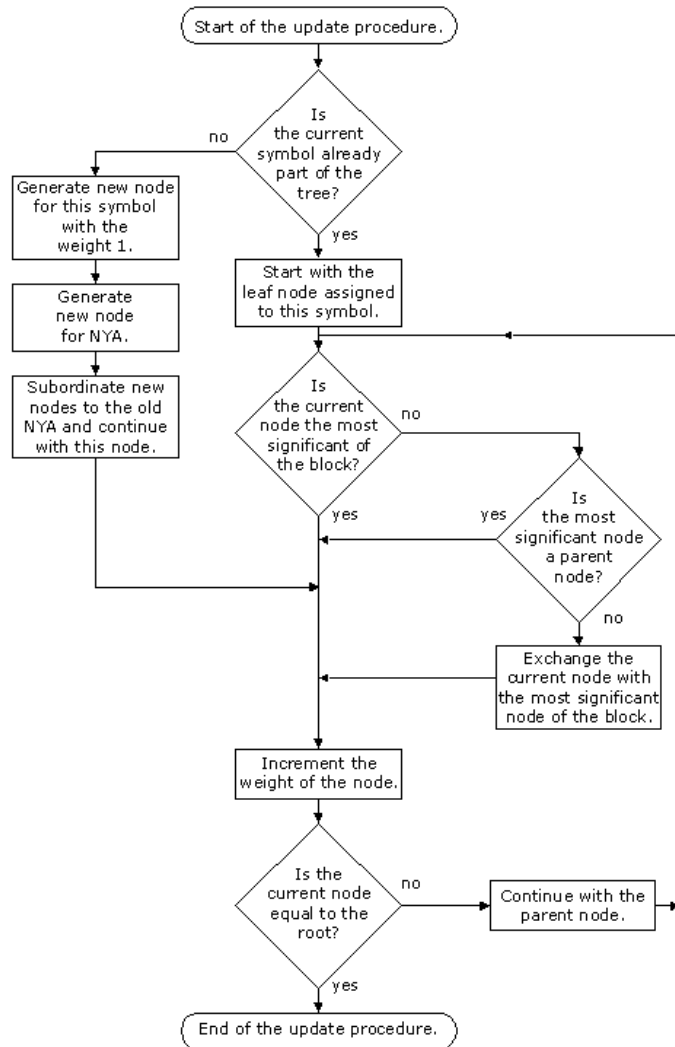 Start of the update procedure.
Is
the current
symbol already
part of the
tree?
no
yes
Generate new node
for this symbol
with the
weight 1.
Generate
new node
for NYA.
Subordinate new
nodes to the old
NYA and continue
with this node.
Start with the
leaf node assigned
to this symbol.
Is
the current
node the most
significant of
the block?
no
yes
Is
the most
significant node
a parent
node?
yes
no
Exchange the
current node with
the most significant
node of the block.
Increment the
weight of the node.
Is the
current node
equal to the
root?
no
Continue with the
parent node.
yes
End of the update procedure.